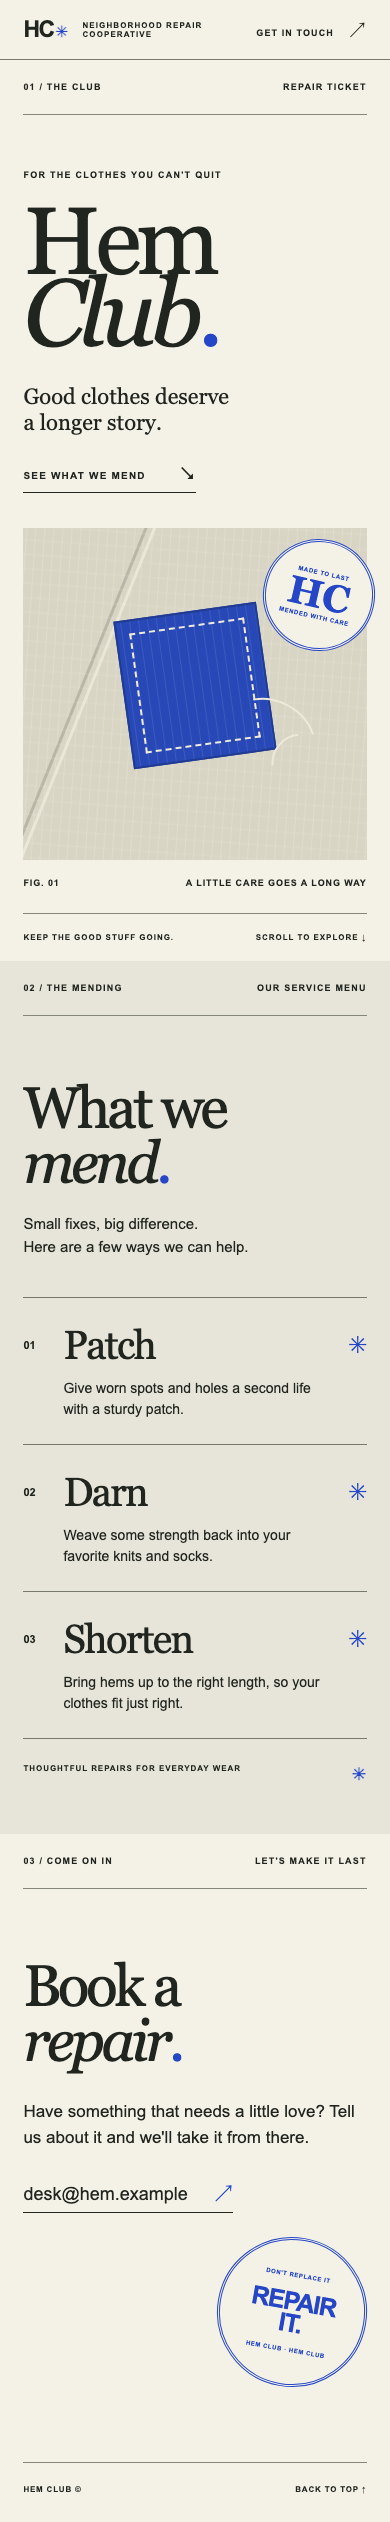 HC✳
NEIGHBORHOOD REPAIR
COOPERATIVE
GET IN TOUCH ↗
01 / THE CLUB
REPAIR TICKET
FOR THE CLOTHES YOU CAN'T QUIT
Hem
Club.
Good clothes deserve
a longer story.
SEE WHAT WE MEND ↘
MADE TO LAST
HC
MENDED WITH CARE
FIG. 01
A LITTLE CARE GOES A LONG WAY
KEEP THE GOOD STUFF GOING.
SCROLL TO EXPLORE ↓
02 / THE MENDING
OUR SERVICE MENU
What we
mend.
Small fixes, big difference.
Here are a few ways we can help.
01
Patch
Give worn spots and holes a second life
with a sturdy patch.
02
Darn
Weave some strength back into your
favorite knits and socks.
03
Shorten
Bring hems up to the right length, so your
clothes fit just right.
THOUGHTFUL REPAIRS FOR EVERYDAY WEAR
03 / COME ON IN
LET'S MAKE IT LAST
Book a
repair.
Have something that needs a little love? Tell
us about it and we'll take it from there.
desk@hem.example ↗
DON'T REPLACE IT
REPAIR
IT.
HEM CLUB · HEM CLUB
HEM CLUB ©
BACK TO TOP ↑